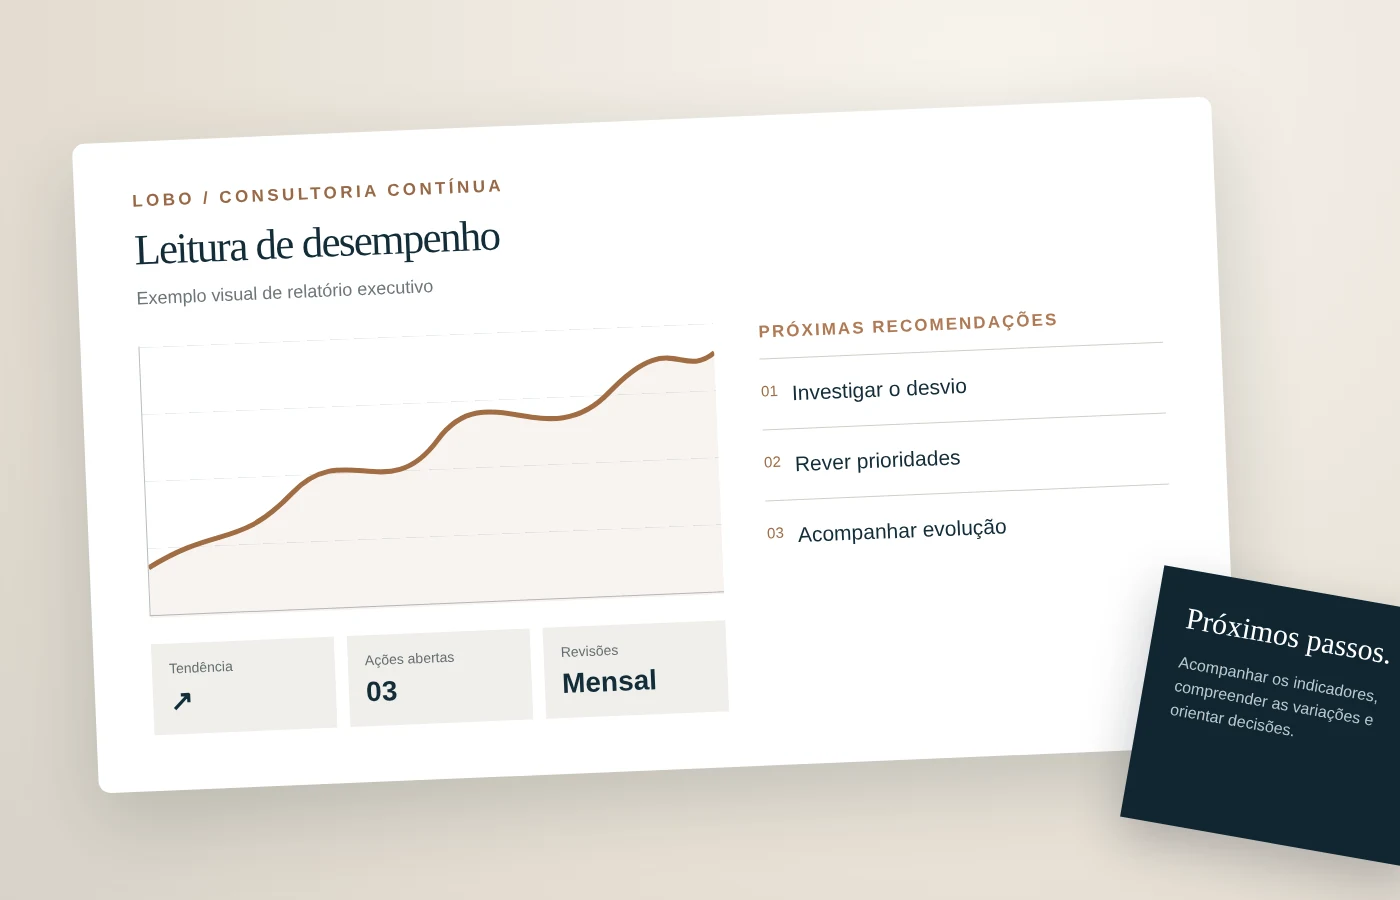 LOBO / CONSULTORIA CONTÍNUA
Leitura de desempenho
Exemplo visual de relatório executivo
PRÓXIMAS RECOMENDAÇÕES
01 Investigar o desvio
02 Rever prioridades
03 Acompanhar evolução
Tendência
↗
Ações abertas
03
Revisões
Mensal
Próximos passos.
Acompanhar os indicadores,
compreender as variações e
orientar decisões.